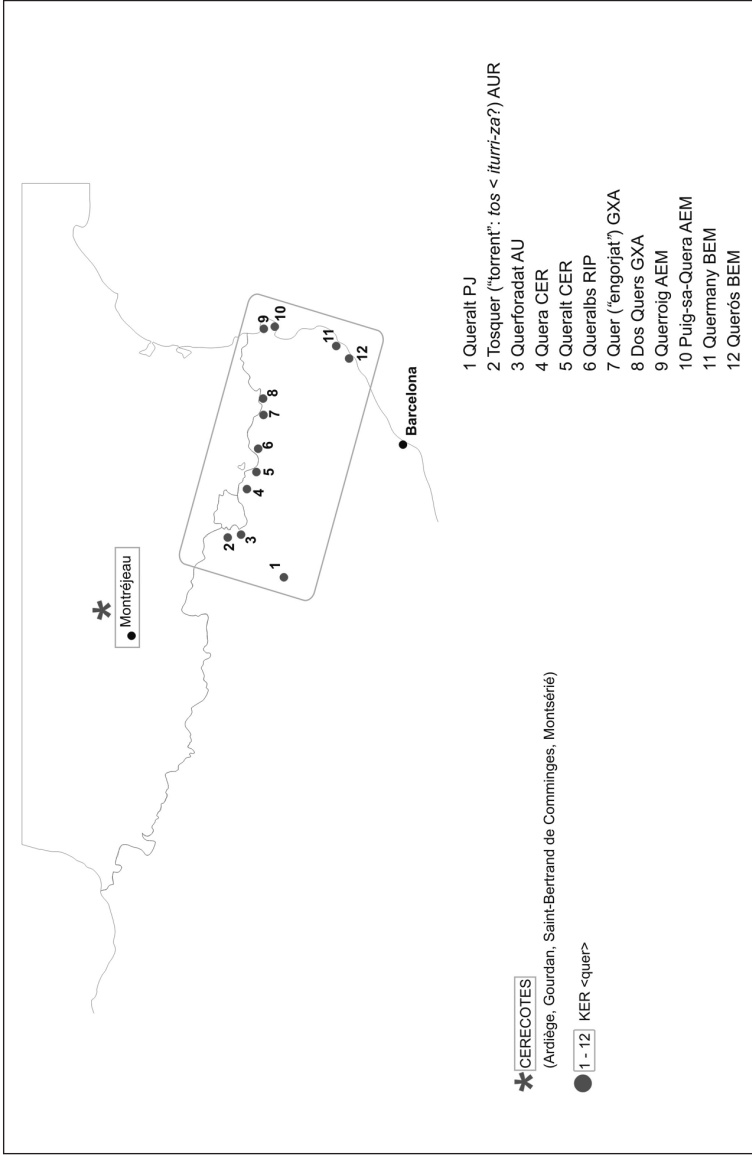 Montréjeau
1
2
3
4
5
6
7
8
9
10
11
12
Barcelona
CERECOTES
(Ardiège, Gourdan, Saint-Bertrand de Comminges, Montsérié)
1 - 12 KER <quer>
1 Queralt PJ
2 Tosquer ("torrent": tos < iturri-za?) AUR
3 Querforadat AU
4 Quera CER
5 Queralt CER
6 Queralbs RIP
7 Quer ("engorjat") GXA
8 Dos Quers GXA
9 Querroig AEM
10 Puig-sa-Quera AEM
11 Quermany BEM
12 Querós BEM